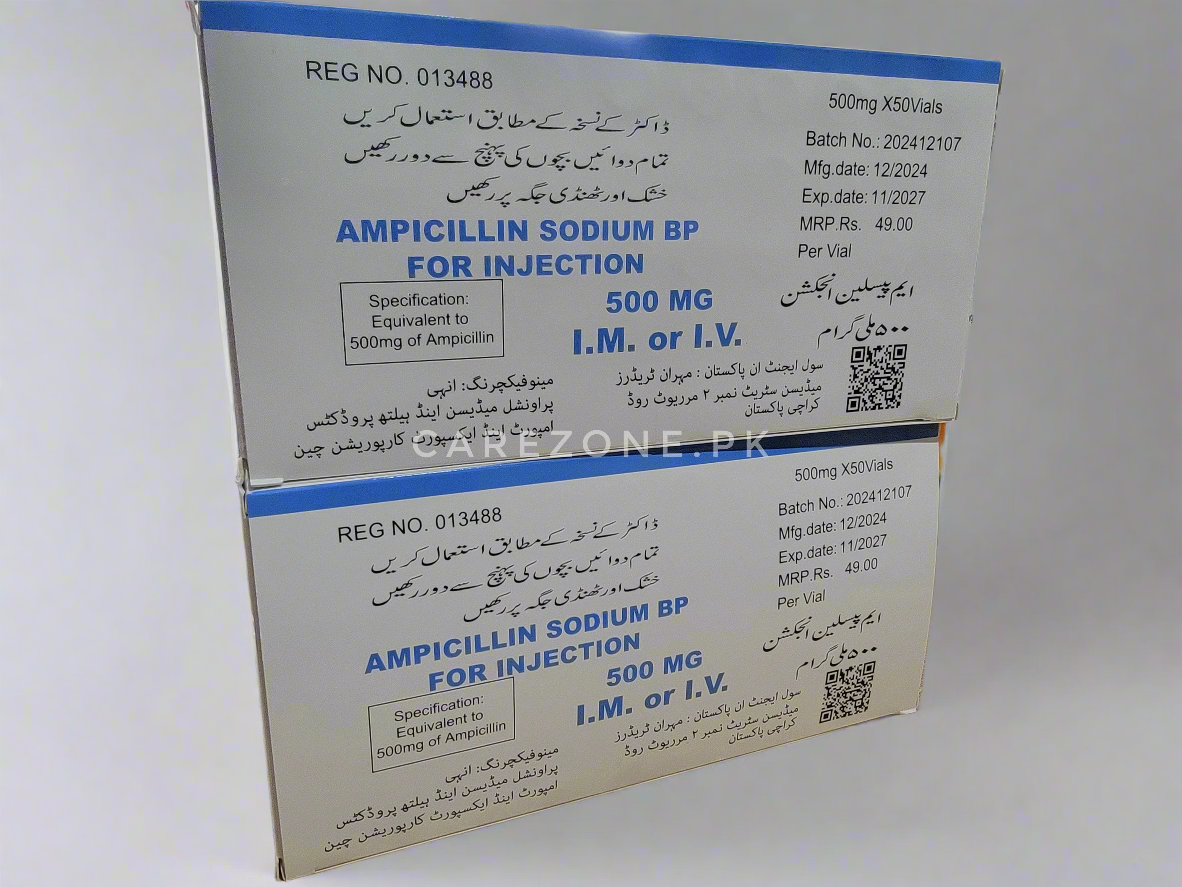 REG NO. 013488
ڈاکٹر کے نسخہ کے مطابق استعمال کریں
تمام دوائیں بچوں کی پہنچ سے دور رکھیں
خشک اور ٹھنڈی جگہ پر رکھیں
AMPICILLIN SODIUM BP
FOR INJECTION
500 MG
I.M. or I.V.
Specification:
Equivalent to
500mg of Ampicillin
مینوفیکچرنگ: انہی
پراونشل میڈیسن اینڈ ہیلتھ پروڈکٹس
امپورٹ اینڈ ایکسپورٹ کارپوریشن چین
500mg X50Vials
Batch No.: 202412107
Mfg.date: 12/2024
Exp.date: 11/2027
MRP.Rs. 49.00
Per Vial
ایمپیسلین انجکشن
۵۰۰ ملی گرام
سول ایجنٹ ان پاکستان : مہران ٹریڈرز
میڈیسن سٹریٹ نمبر ۲ مرریوٹ روڈ
کراچی پاکستان
CAREZONE.PK
REG NO. 013488
ڈاکٹر کے نسخہ کے مطابق استعمال کریں
تمام دوائیں بچوں کی پہنچ سے دور رکھیں
خشک اور ٹھنڈی جگہ پر رکھیں
AMPICILLIN SODIUM BP
FOR INJECTION
500 MG
I.M. or I.V.
Specification:
Equivalent to
500mg of Ampicillin
مینوفیکچرنگ: انہی
پراونشل میڈیسن اینڈ ہیلتھ پروڈکٹس
امپورٹ اینڈ ایکسپورٹ کارپوریشن چین
500mg X50Vials
Batch No.: 202412107
Mfg.date: 12/2024
Exp.date: 11/2027
MRP.Rs. 49.00
Per Vial
ایمپیسلین انجکشن
۵۰۰ ملی گرام
سول ایجنٹ ان پاکستان : مہران ٹریڈرز
میڈیسن سٹریٹ نمبر ۲ مرریوٹ روڈ
کراچی پاکستان